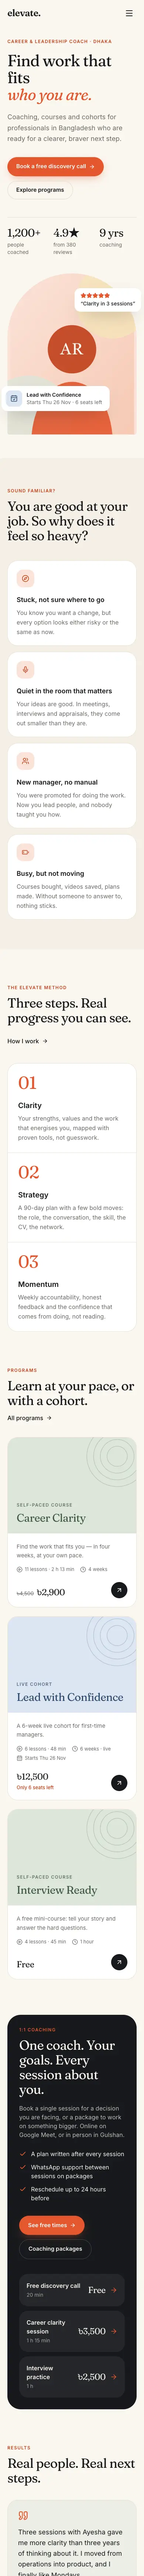 elevate.
CAREER & LEADERSHIP COACH · DHAKA
Find work that
fits
who you are.
Coaching, courses and cohorts for
professionals in Bangladesh who are
ready for a clearer, braver next step.
Book a free discovery call →
Explore programs
1,200+ 4.9★ 9 yrs
people from 380 coaching
coached reviews
★★★★★
"Clarity in 3 sessions"
AR
Lead with Confidence
Starts Thu 26 Nov · 6 seats left
SOUND FAMILIAR?
You are good at your
job. So why does it
feel so heavy?
Stuck, not sure where to go
You know you want a change, but
every option looks either risky or the
same as now.
Quiet in the room that matters
Your ideas are good. In meetings,
interviews and appraisals, they come
out smaller than they are.
New manager, no manual
You were promoted for doing the work.
Now you lead people, and nobody
taught you how.
Busy, but not moving
Courses bought, videos saved, plans
made. Without someone to answer to,
nothing sticks.
THE ELEVATE METHOD
Three steps. Real
progress you can see.
How I work →
01
Clarity
Your strengths, values and the work
that energises you, mapped with
proven tools, not guesswork.
02
Strategy
A 90-day plan with a few bold moves:
the role, the conversation, the skill, the
CV, the network.
03
Momentum
Weekly accountability, honest
feedback and the confidence that
comes from doing, not reading.
PROGRAMS
Learn at your pace, or
with a cohort.
All programs →
SELF-PACED COURSE
Career Clarity
Find the work that fits you — in four
weeks, at your own pace.
11 lessons · 2 h 13 min 4 weeks
৳4,500 ৳2,900
LIVE COHORT
Lead with Confidence
A 6-week live cohort for first-time
managers.
6 lessons · 48 min 6 weeks · live
Starts Thu 26 Nov
৳12,500
Only 6 seats left
SELF-PACED COURSE
Interview Ready
A free mini-course: tell your story and
answer the hard questions.
4 lessons · 45 min 1 hour
Free
1:1 COACHING
One coach. Your
goals. Every
session about
you.
Book a single session for a decision
you are facing, or a package to work
on something bigger. Online on
Google Meet, or in person in Gulshan.
A plan written after every session
WhatsApp support between
sessions on packages
Reschedule up to 24 hours
before
See free times →
Coaching packages
Free discovery call
20 min
Free →
Career clarity
session
1 h 15 min
৳3,500 →
Interview
practice
1 h
৳2,500 →
RESULTS
Real people. Real next
steps.
Three sessions with Ayesha gave
me more clarity than three years
of thinking about it. I moved from
operations into product, and I
finally like Mondays.